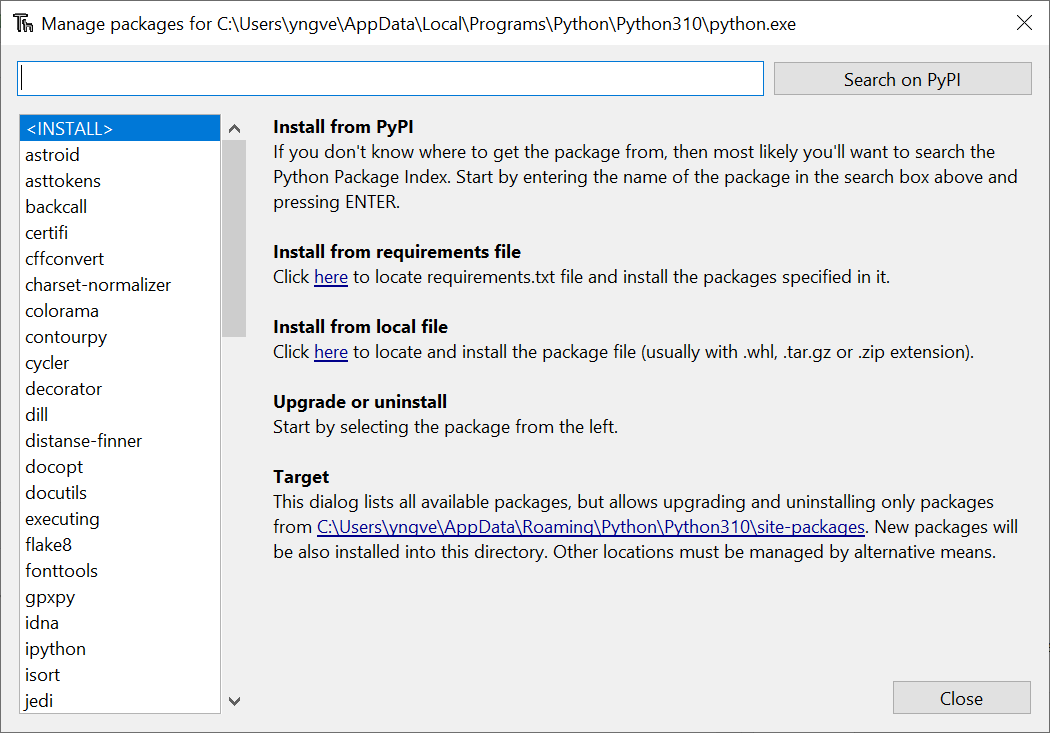 Manage packages for C:\Users\yngve\AppData\Local\Programs\Python\Python310\python.exe
Search on PyPI
<INSTALL>
astroid
asttokens
backcall
certifi
cffconvert
charset-normalizer
colorama
contourpy
cycler
decorator
dill
distanse-finner
docopt
docutils
executing
flake8
fonttools
gpxpy
idna
ipython
isort
jedi
Install from PyPI
If you don't know where to get the package from, then most likely you'll want to search the
Python Package Index. Start by entering the name of the package in the search box above and
pressing ENTER.
Install from requirements file
Click here to locate requirements.txt file and install the packages specified in it.
Install from local file
Click here to locate and install the package file (usually with .whl, .tar.gz or .zip extension).
Upgrade or uninstall
Start by selecting the package from the left.
Target
This dialog lists all available packages, but allows upgrading and uninstalling only packages
from C:\Users\yngve\AppData\Roaming\Python\Python310\site-packages. New packages will
be also installed into this directory. Other locations must be managed by alternative means.
Close